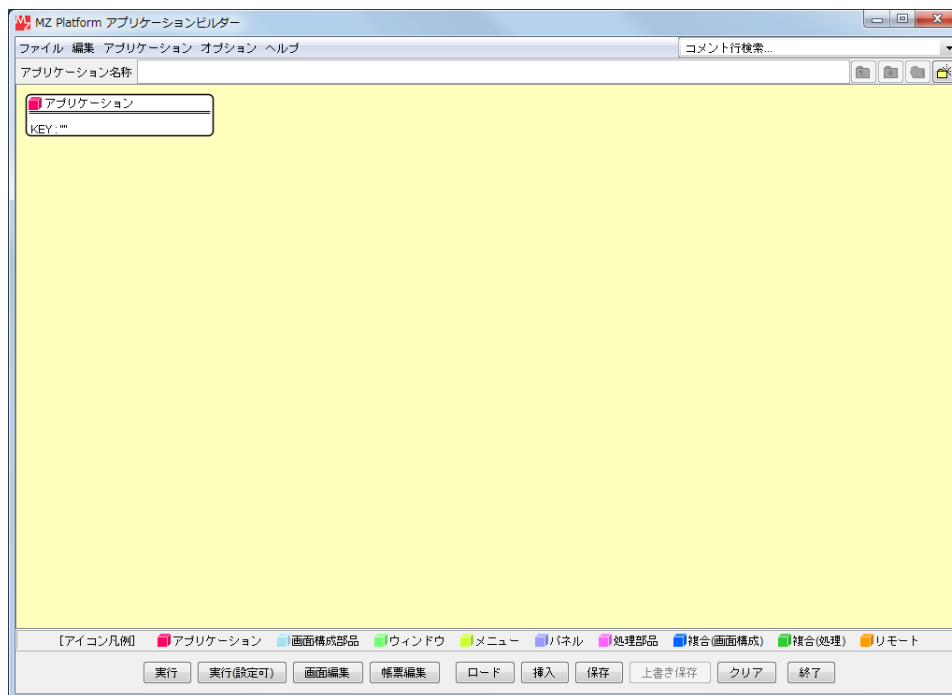 MZ Platform アプリケーションビルダー
ファイル 編集 アプリケーション オプション ヘルプ コメント行検索...
アプリケーション名称
アプリケーション
KEY : ""
[アイコン凡例] アプリケーション 画面構成部品 ウィンドウ メニュー パネル 処理部品 複合(画面構成) 複合(処理) リモート
実行 実行(設定可) 画面編集 帳票編集 ロード 挿入 保存 上書き保存 クリア 終了